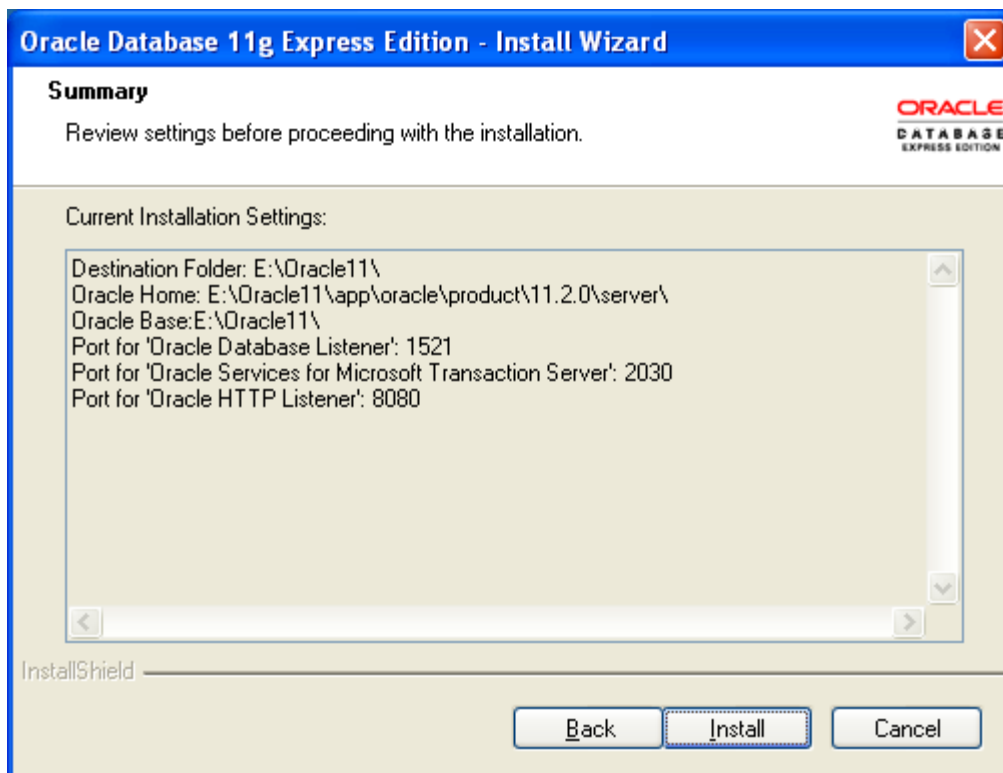 Oracle Database 11g Express Edition - Install Wizard
Summary
Review settings before proceeding with the installation.
ORACLE
DATABASE
EXPRESS EDITION
Current Installation Settings:
Destination Folder: E:\Oracle11\
Oracle Home: E:\Oracle11\app\oracle\product\11.2.0\server\
Oracle Base:E:\Oracle11\
Port for 'Oracle Database Listener': 1521
Port for 'Oracle Services for Microsoft Transaction Server': 2030
Port for 'Oracle HTTP Listener': 8080
InstallShield
Back
Install
Cancel